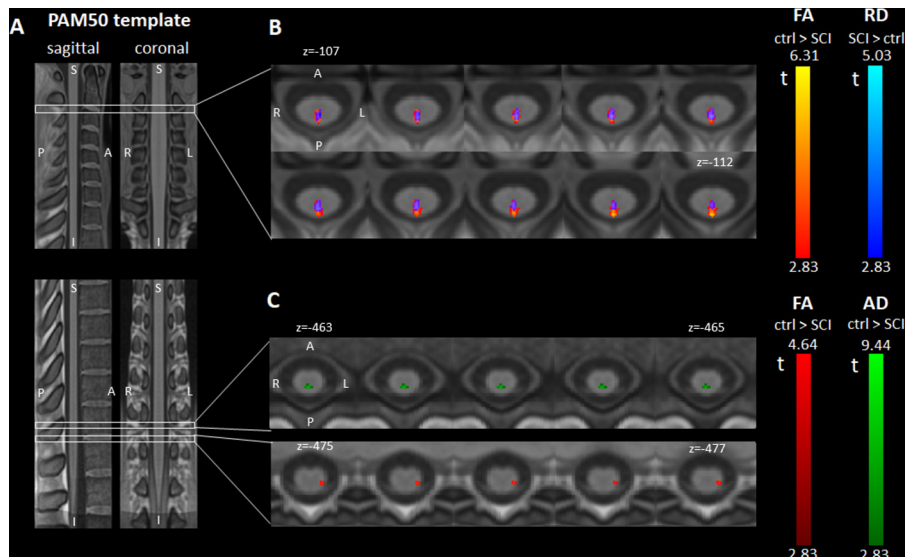 A
PAM50 template
sagittal
coronal
S
S
P
A
R
L
I
I
B
z=-107
A
R
L
P
z=-112
FA
RD
ctrl > SCI
SCI > ctrl
6.31
5.03
t
t
2.83
2.83
S
S
P
A
R
L
I
I
C
z=-463
z=-465
A
R
L
P
z=-475
z=-477
FA
AD
ctrl > SCI
ctrl > SCI
4.64
9.44
t
t
2.83
2.83